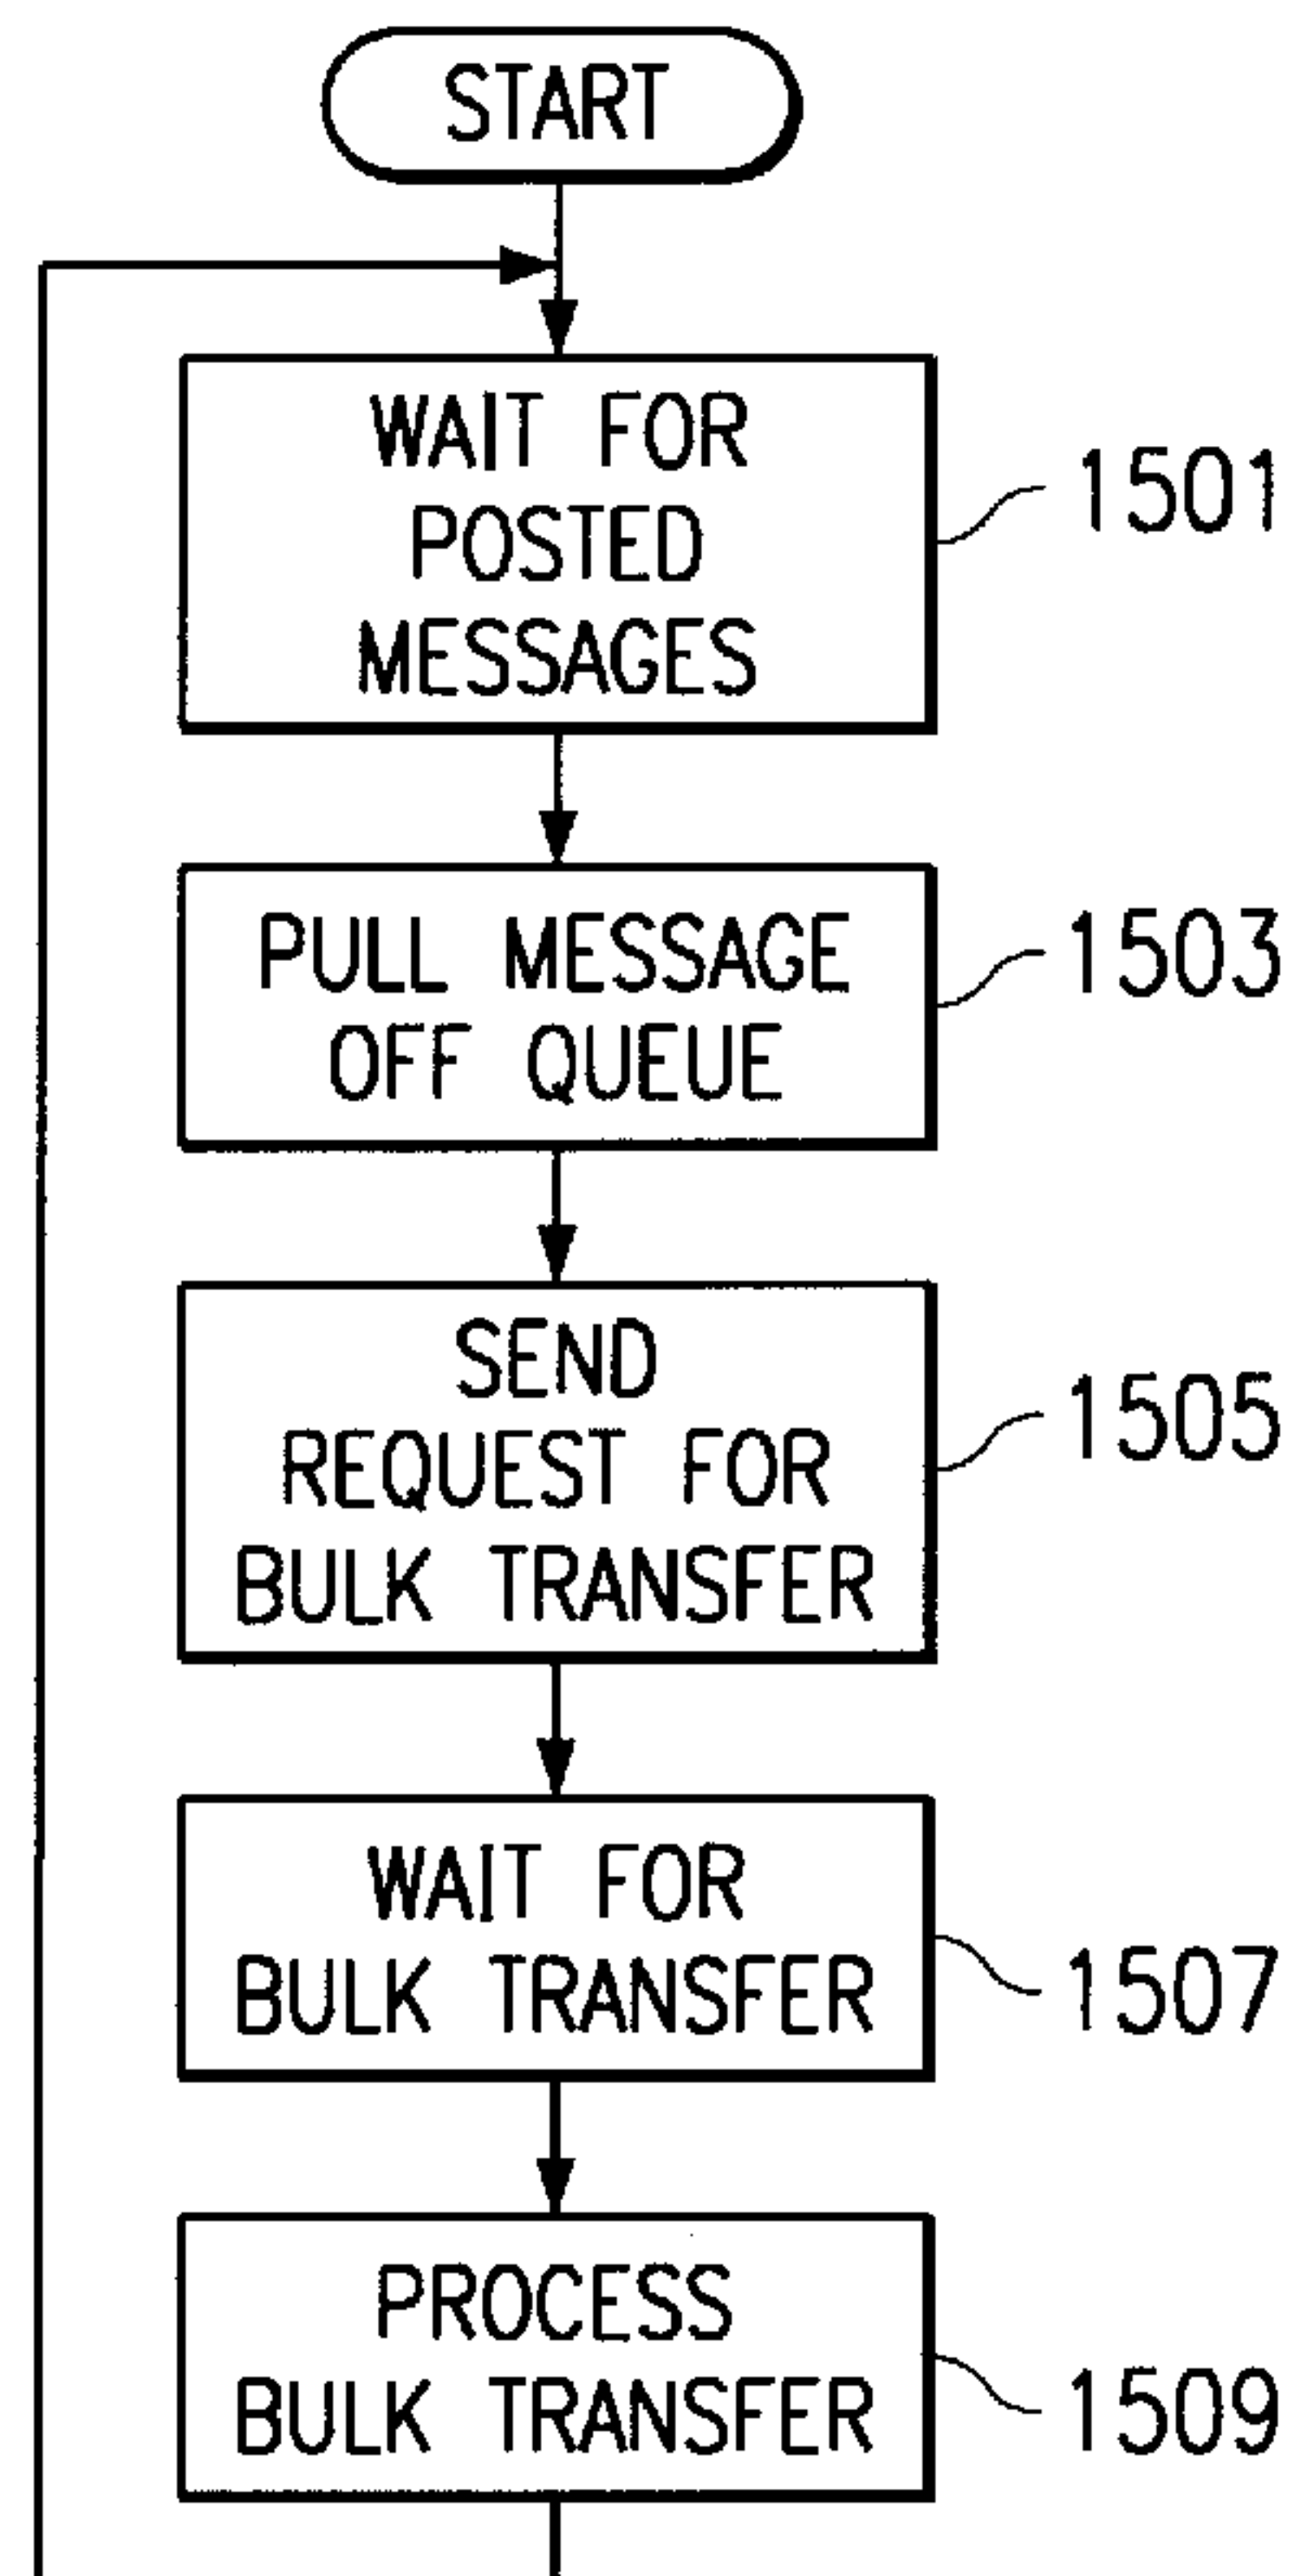 START
WAIT FOR
POSTED
MESSAGES
1501
PULL MESSAGE
OFF QUEUE
1503
SEND
REQUEST FOR
BULK TRANSFER
1505
WAIT FOR
BULK TRANSFER
1507
PROCESS
BULK TRANSFER
1509